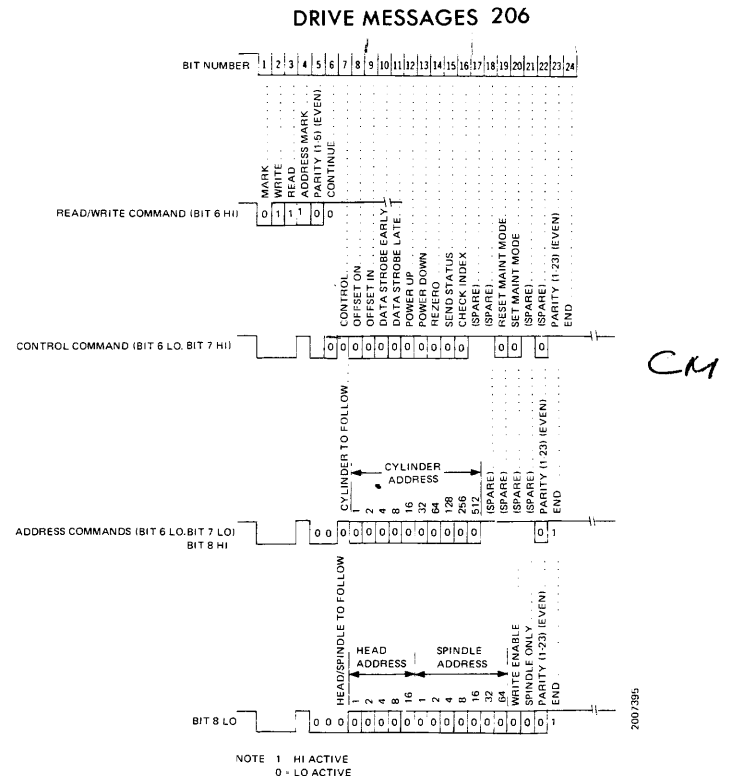 DRIVE MESSAGES 206
BIT NUMBER 1 2 3 4 5 6 7 8 9 10 11 12 13 14 15 16 17 18 19 20 21 22 23 24
MARK
WRITE
READ
ADDRESS MARK
PARITY (1-5) (EVEN)
CONTINUE
READ/WRITE COMMAND (BIT 6 HI) 0 1 1 1 0 0
CONTROL
OFFSET ON
OFFSET IN
DATA STROBE EARLY
DATA STROBE LATE
POWER UP
POWER DOWN
REZERO
SEND STATUS
CHECK INDEX
(SPARE)
(SPARE)
RESET MAINT MODE
SET MAINT MODE
(SPARE)
(SPARE)
PARITY (1-23) (EVEN)
END
CONTROL COMMAND (BIT 6 LO. BIT 7 HI) 0 0 0 0 0 0 0 0 0 0 0 0 0 0
CM
CYLINDER TO FOLLOW
CYLINDER
ADDRESS
1 2 4 8 16 32 64 128 256 512
(SPARE)
(SPARE)
(SPARE)
(SPARE)
PARITY (1-23) (EVEN)
END
ADDRESS COMMANDS (BIT 6 LO. BIT 7 LO) 0 0 0 0 0 0 0 0 0 0 0 0 0 0 1
BIT 8 HI
HEAD/SPINDLE TO FOLLOW
HEAD SPINDLE
ADDRESS ADDRESS
1 2 4 8 16 1 2 4 8 16 32 64
WRITE ENABLE
SPINDLE ONLY
PARITY (1-23) (EVEN)
END
BIT 8 LO 0 0 0 0 0 0 0 0 0 0 0 0 0 0 0 0 0 0 1
2007395
NOTE 1 HI ACTIVE
0 = LO ACTIVE